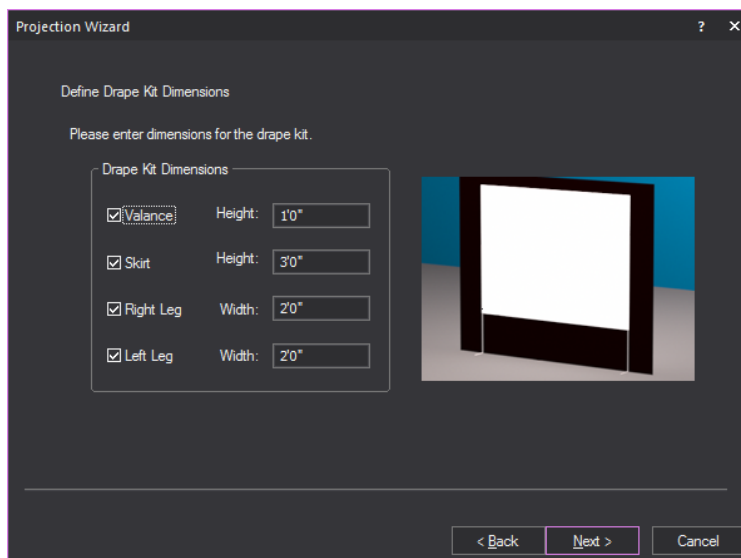 Projection Wizard ? ×
Define Drape Kit Dimensions
Please enter dimensions for the drape kit.
Drape Kit Dimensions
Valance Height: 1'0"
Skirt Height: 3'0"
Right Leg Width: 2'0"
Left Leg Width: 2'0"
< Back Next > Cancel